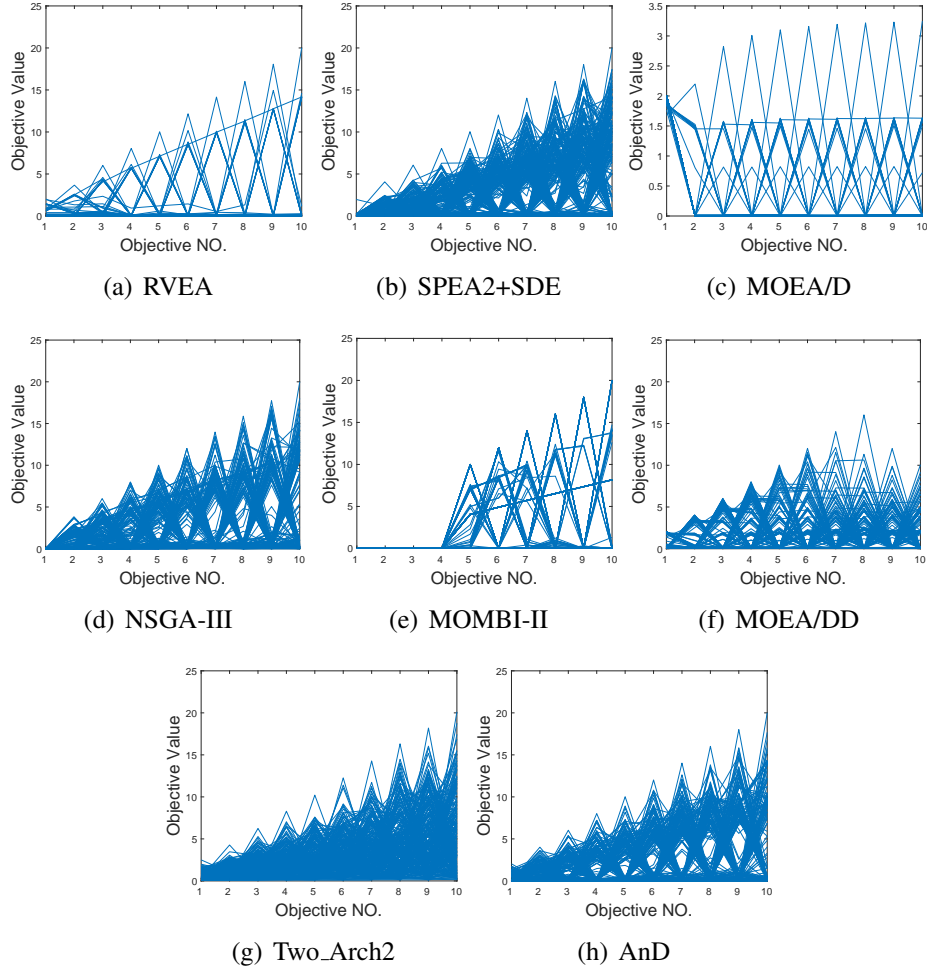 25
20
15
10
5
0
Objective Value
1 2 3 4 5 6 7 8 9 10
Objective NO.
(a) RVEA
25
20
15
10
5
0
Objective Value
1 2 3 4 5 6 7 8 9 10
Objective NO.
(b) SPEA2+SDE
3.5
3
2.5
2
1.5
1
0.5
0
Objective Value
1 2 3 4 5 6 7 8 9 10
Objective NO.
(c) MOEA/D
25
20
15
10
5
0
Objective Value
1 2 3 4 5 6 7 8 9 10
Objective NO.
(d) NSGA-III
25
20
15
10
5
0
Objective Value
1 2 3 4 5 6 7 8 9 10
Objective NO.
(e) MOMBI-II
25
20
15
10
5
0
Objective Value
1 2 3 4 5 6 7 8 9 10
Objective NO.
(f) MOEA/DD
25
20
15
10
5
0
Objective Value
1 2 3 4 5 6 7 8 9 10
Objective NO.
(g) Two_Arch2
25
20
15
10
5
0
Objective Value
1 2 3 4 5 6 7 8 9 10
Objective NO.
(h) AnD